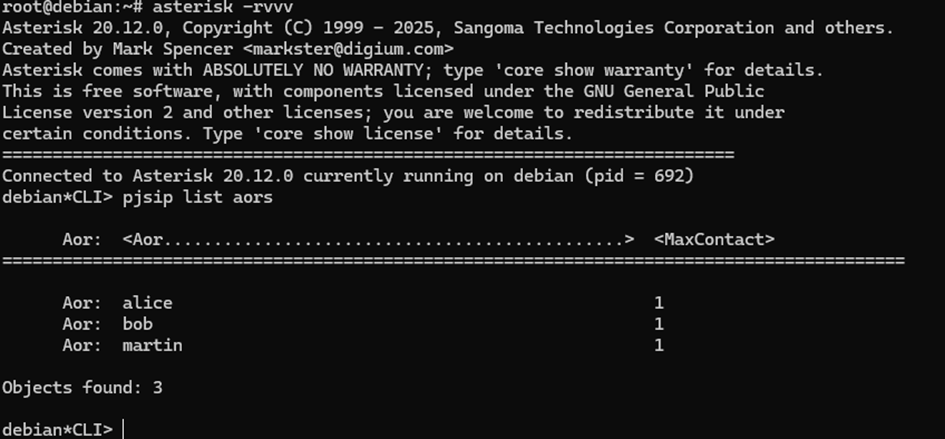 root@debian:~# asterisk -rvvv
Asterisk 20.12.0, Copyright (C) 1999 - 2025, Sangoma Technologies Corporation and others.
Created by Mark Spencer <markster@digium.com>
Asterisk comes with ABSOLUTELY NO WARRANTY; type 'core show warranty' for details.
This is free software, with components licensed under the GNU General Public
License version 2 and other licenses; you are welcome to redistribute it under
certain conditions. Type 'core show license' for details.
=========================================================================
Connected to Asterisk 20.12.0 currently running on debian (pid = 692)
debian*CLI> pjsip list aors
Aor:  <Aor..............................................>  <MaxContact>
==========================================================================================
Aor:  alice                                                1
Aor:  bob                                                  1
Aor:  martin                                               1
Objects found: 3
debian*CLI>